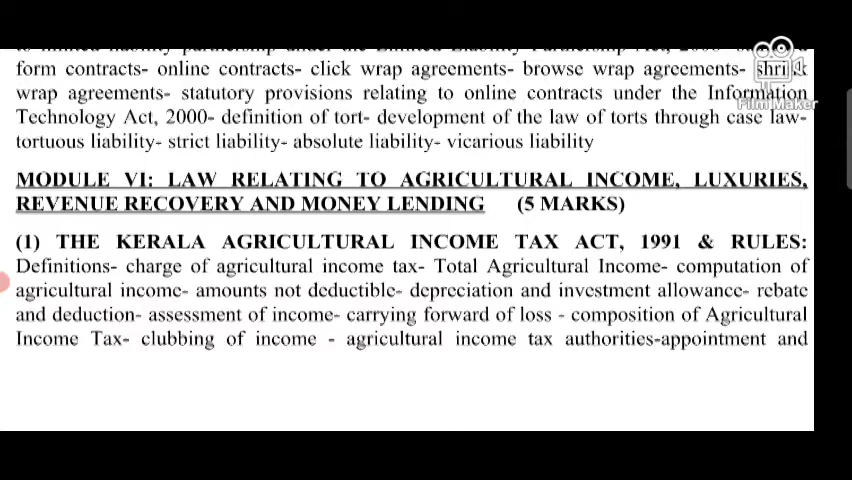 form contracts- online contracts- click wrap agreements- browse wrap agreements- shrink
wrap agreements- statutory provisions relating to online contracts under the Information
Technology Act, 2000- definition of tort- development of the law of torts through case law-
tortuous liability- strict liability- absolute liability- vicarious liability
MODULE VI: LAW RELATING TO AGRICULTURAL INCOME, LUXURIES,
REVENUE RECOVERY AND MONEY LENDING (5 MARKS)
(1) THE KERALA AGRICULTURAL INCOME TAX ACT, 1991 & RULES:
Definitions- charge of agricultural income tax- Total Agricultural Income- computation of
agricultural income- amounts not deductible- depreciation and investment allowance- rebate
and deduction- assessment of income- carrying forward of loss - composition of Agricultural
Income Tax- clubbing of income - agricultural income tax authorities-appointment and
Film Maker